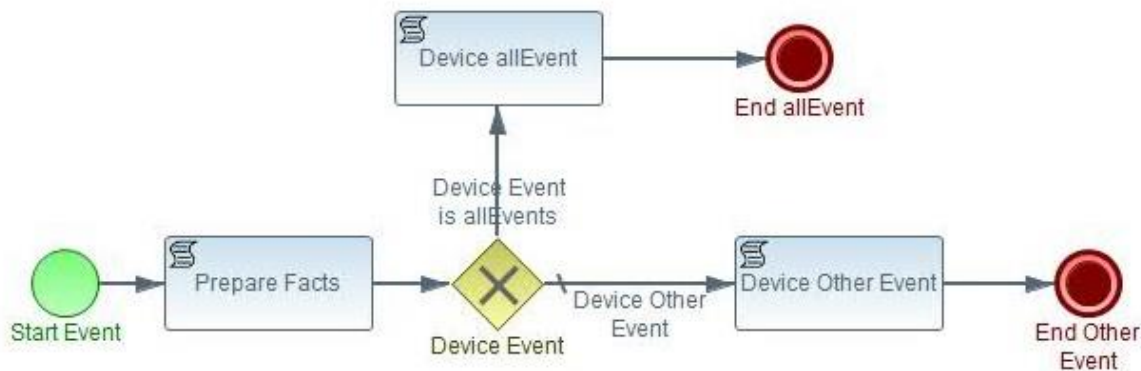 Device allEvent
End allEvent
Device Event
is allEvents
Prepare Facts
Device Other Event
Start Event
Device Event
Device Other
Event
End Other
Event